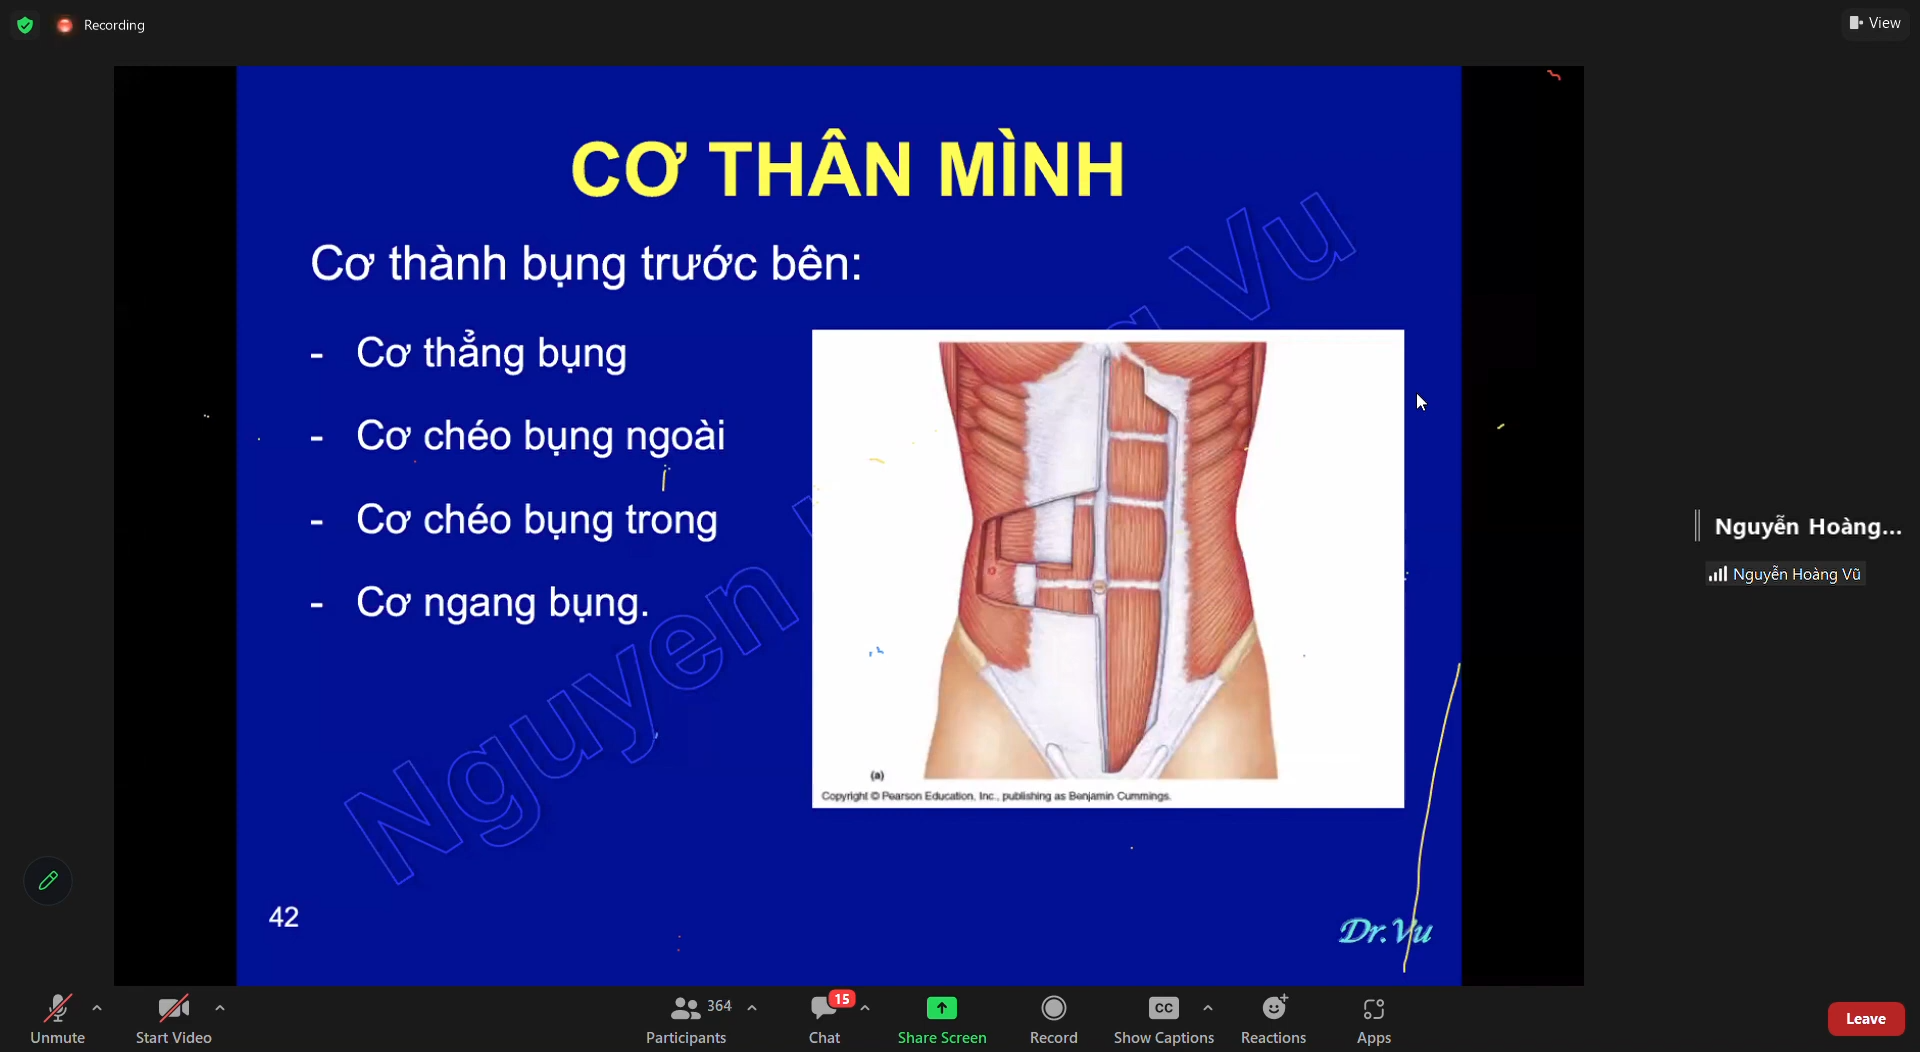 Recording
View
CƠ THÂN MÌNH
Cơ thành bụng trước bên:
- Cơ thẳng bụng
- Cơ chéo bụng ngoài
- Cơ chéo bụng trong
- Cơ ngang bụng.
Nguyen
g Vu
(a)
Copyright © Pearson Education, Inc., publishing as Benjamin Cummings.
42
Dr.Vu
Nguyễn Hoàng...
Nguyễn Hoàng Vũ
Unmute
Start Video
364
Participants
15
Chat
Share Screen
Record
CC
Show Captions
Reactions
Apps
Leave